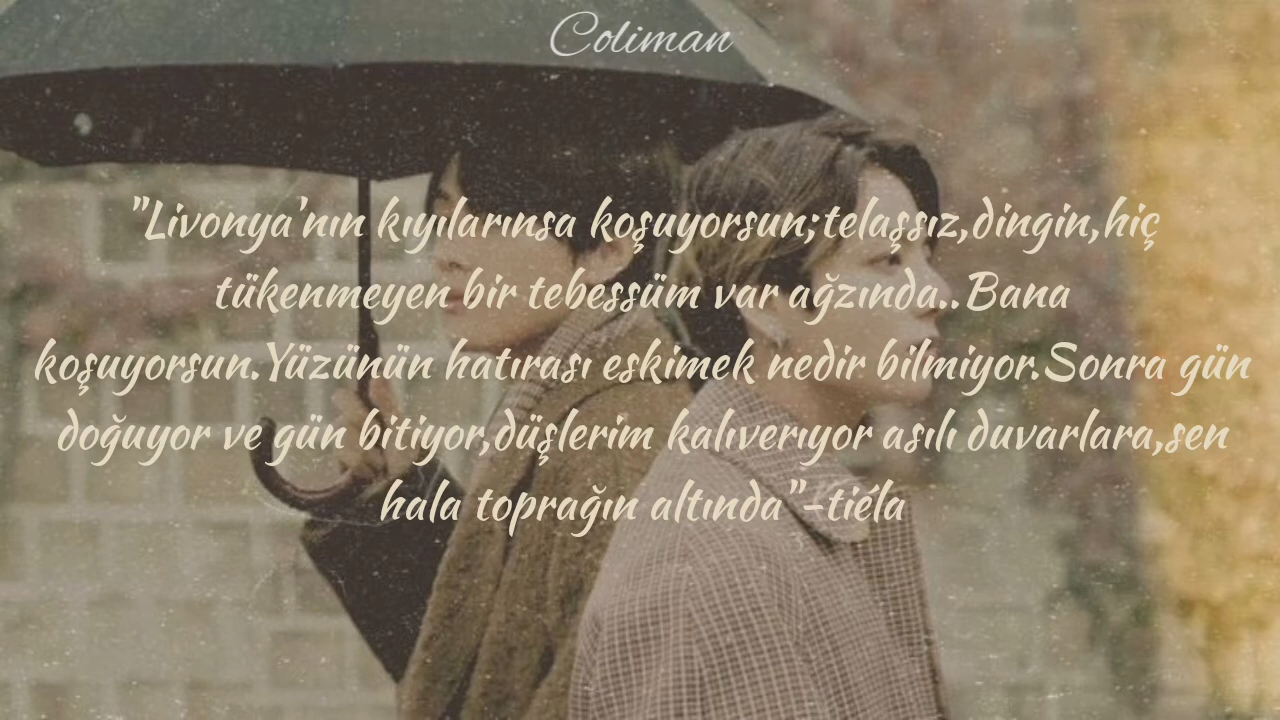 Coliman
"Livonya'nın kıyılarınsa koşuyorsun;telaşsız,dingin,hiç
tükenmeyen bir tebessüm var ağzında..Bana
koşuyorsun.Yüzünün hatırası eskimek nedir bilmiyor.Sonra gün
doğuyor ve gün bitiyor,düşlerim kalıverıyor asılı duvarlara,sen
hala toprağın altında"-tiéla